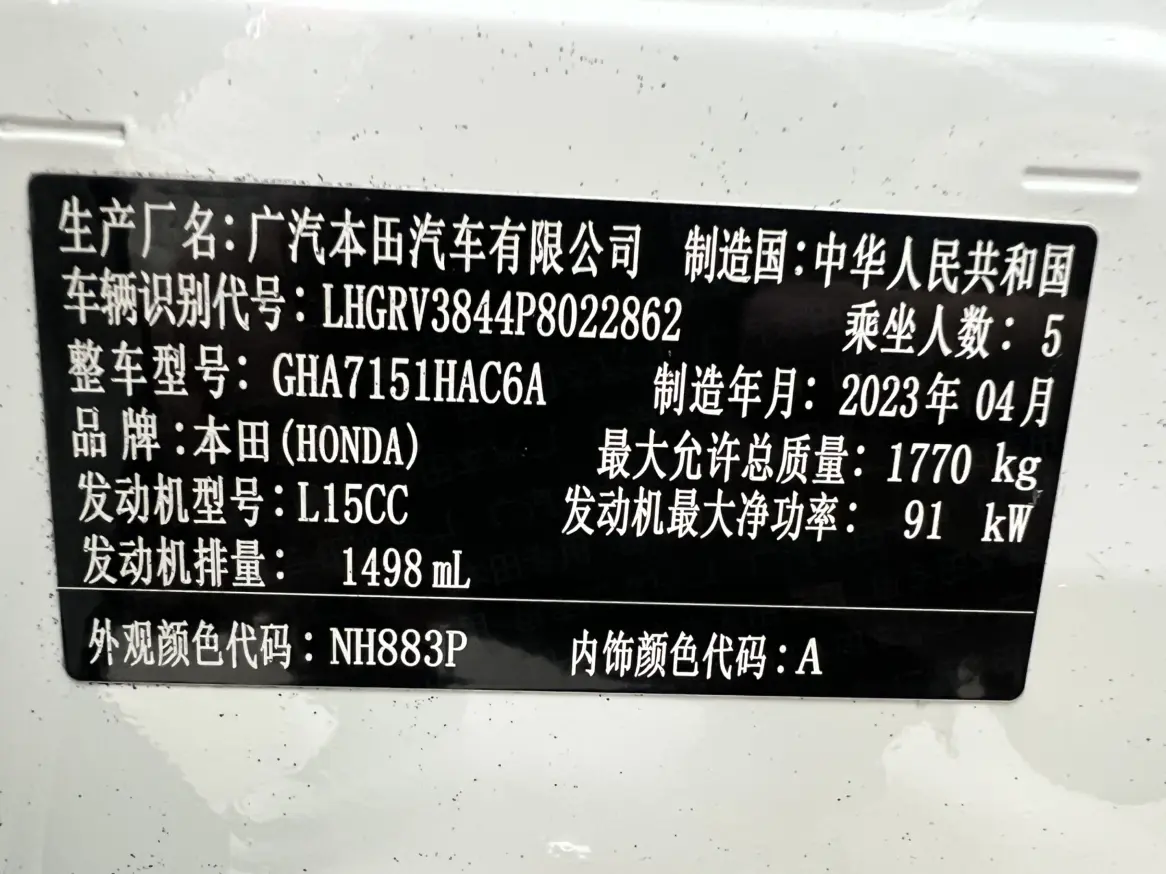 生产厂名：广汽本田汽车有限公司 制造国：中华人民共和国
车辆识别代号：LHGRV3844P8022862 乘坐人数：5
整车型号：GHA7151HAC6A 制造年月：2023年 04月
品 牌：本田(HONDA) 最大允许总质量：1770 kg
发动机型号：L15CC 发动机最大净功率： 91 kW
发动机排量： 1498 mL
外观颜色代码：NH883P 内饰颜色代码：A